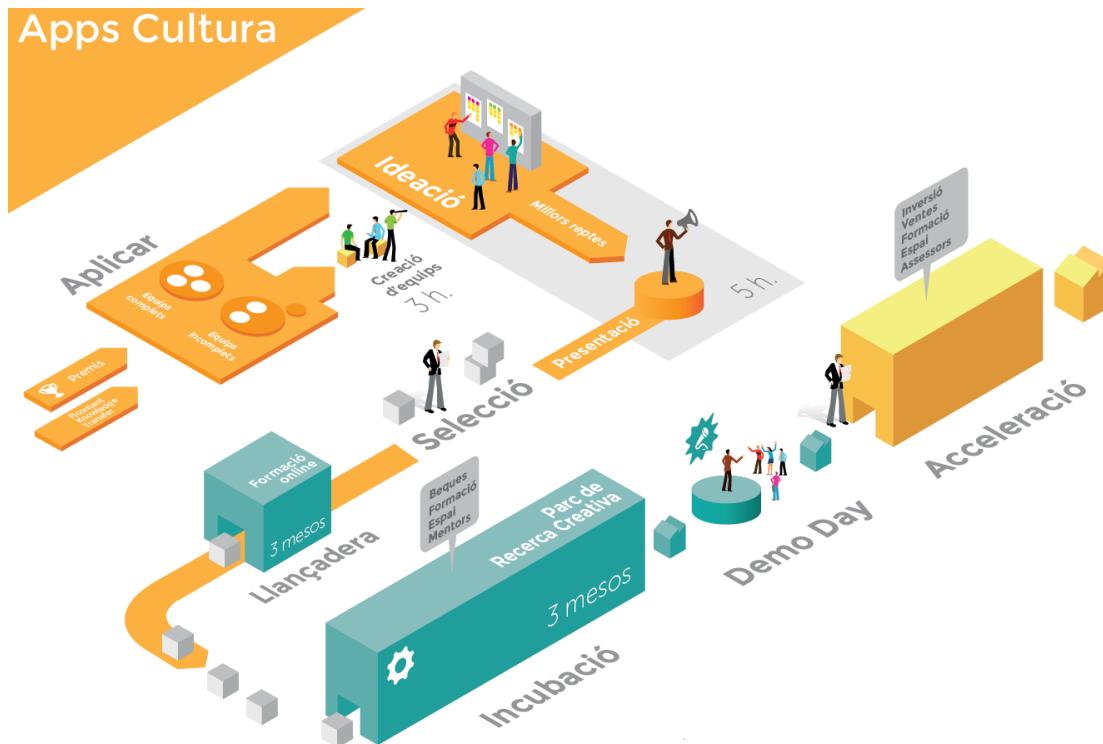 Apps Cultura
Aplicar
Equips
complets
Equips
Incomplets
Premis
Ricontent
Knowledge
Transfer
Creació
d'equips
3 h.
Ideació
Millors reptes
Presentació
5 h.
Selecció
Formació
online
3 mesos
Llançadera
Beques
Formació
Espai
Mentors
Parc de
Recerca Creativa
3 mesos
Incubació
Demo Day
Inversió
Ventes
Formació
Espai
Assessors
Acceleració